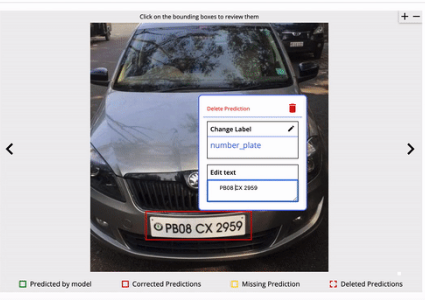 Click on the bounding boxes to review them
Delete Prediction
Change Label
number_plate
Edit text
PB08 CX 2959
PB08 CX 2959
Predicted by model
Corrected Predictions
Missing Prediction
Deleted Predictions